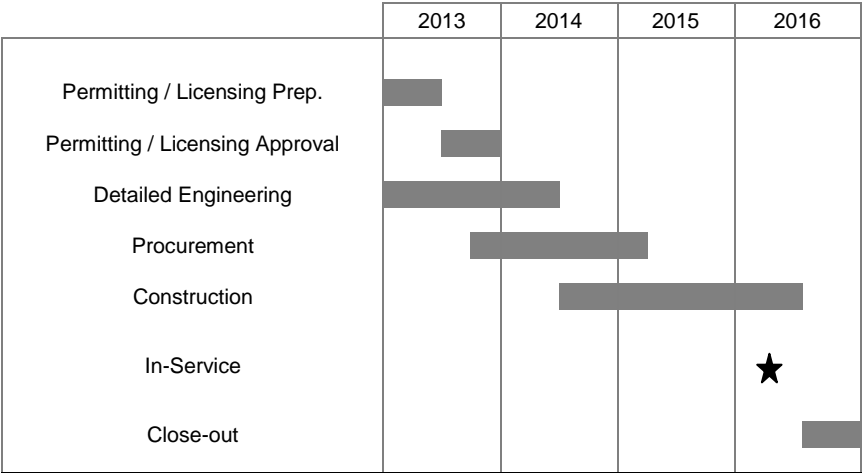 2013 2014 2015 2016
Permitting / Licensing Prep.
Permitting / Licensing Approval
Detailed Engineering
Procurement
Construction
In-Service
Close-out